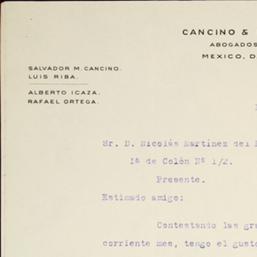 CANCINO &
ABOGADOS
MEXICO, D
SALVADOR M. CANCINO.
LUIS RIBA.
ALBERTO ICAZA.
RAFAEL ORTEGA.
Sr. D. Nicolás Martínez del
1ª de Colón Nº 1/2.
Presente.
Estimado amigo:
Contestando las gra
corriente mes, tengo el gusto